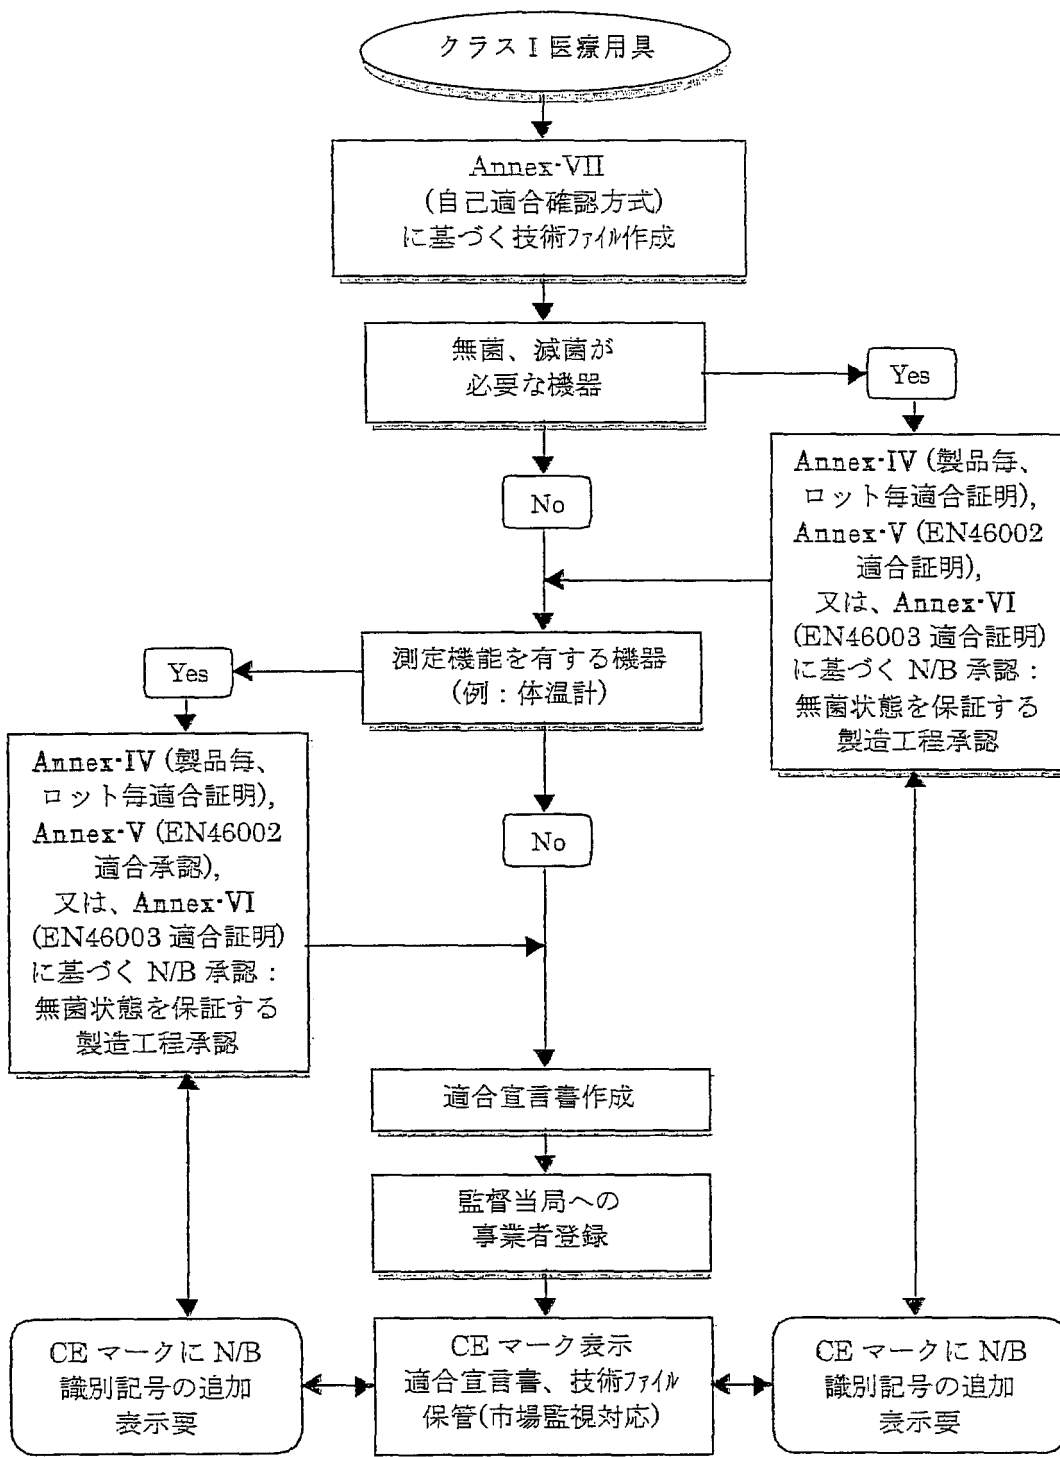 クラスＩ医療用具
Annex-VII
(自己適合確認方式)
に基づく技術ﾌｧｲﾙ作成
無菌、滅菌が
必要な機器
Yes
No
Annex-IV (製品毎、
ロット毎適合証明),
Annex-V (EN46002
適合証明),
又は、Annex-VI
(EN46003 適合証明)
に基づく N/B 承認：
無菌状態を保証する
製造工程承認
測定機能を有する機器
(例：体温計)
Yes
No
Annex-IV (製品毎、
ロット毎適合証明),
Annex-V (EN46002
適合承認),
又は、Annex-VI
(EN46003 適合証明)
に基づく N/B 承認：
無菌状態を保証する
製造工程承認
適合宣言書作成
監督当局への
事業者登録
CE マークに N/B
識別記号の追加
表示要
CE マーク表示
適合宣言書、技術ﾌｧｲﾙ
保管(市場監視対応)
CE マークに N/B
識別記号の追加
表示要